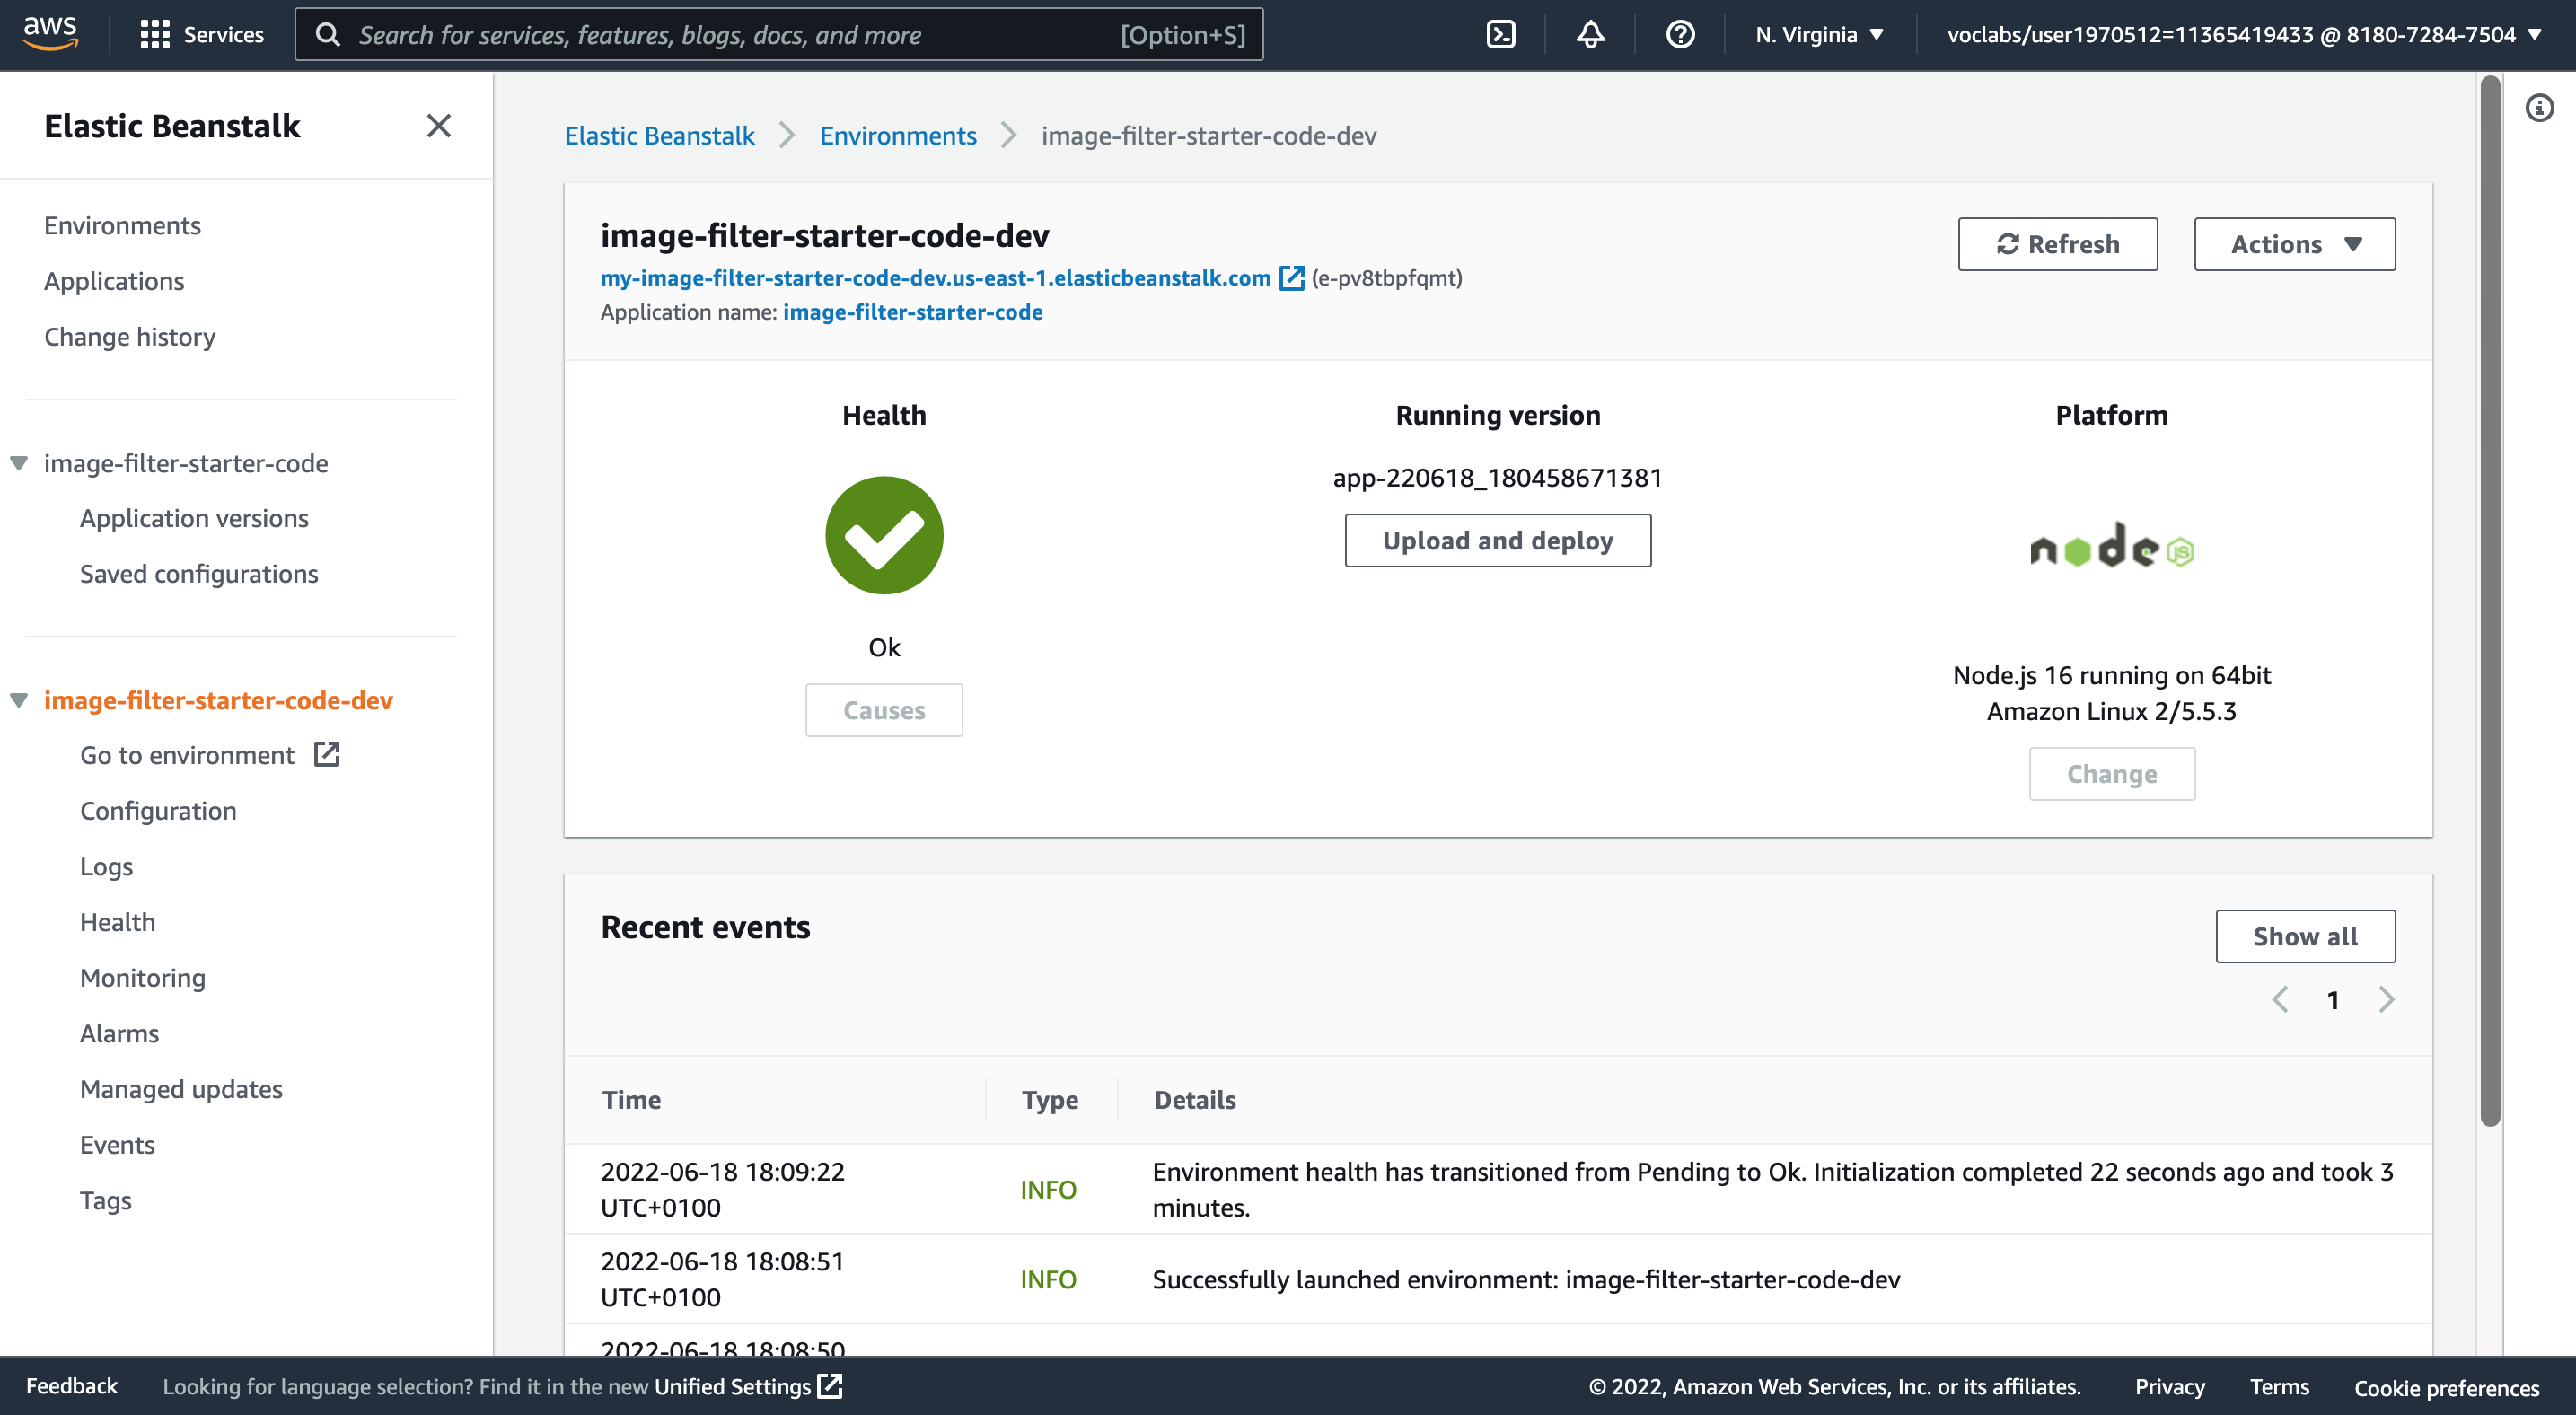 aws
Services
Search for services, features, blogs, docs, and more
[Option+S]
N. Virginia
voclabs/user1970512=11365419433 @ 8180-7284-7504
Elastic Beanstalk
Environments
Applications
Change history
image-filter-starter-code
Application versions
Saved configurations
image-filter-starter-code-dev
Go to environment
Configuration
Logs
Health
Monitoring
Alarms
Managed updates
Events
Tags
Elastic Beanstalk
Environments
image-filter-starter-code-dev
image-filter-starter-code-dev
Refresh
Actions
my-image-filter-starter-code-dev.us-east-1.elasticbeanstalk.com (e-pv8tbpfqmt)
Application name: image-filter-starter-code
Health
Ok
Causes
Running version
app-220618_180458671381
Upload and deploy
Platform
node JS
Node.js 16 running on 64bit
Amazon Linux 2/5.5.3
Change
Recent events
Show all
1
Time
Type
Details
2022-06-18 18:09:22
UTC+0100
INFO
Environment health has transitioned from Pending to Ok. Initialization completed 22 seconds ago and took 3
minutes.
2022-06-18 18:08:51
UTC+0100
INFO
Successfully launched environment: image-filter-starter-code-dev
2022-06-18 18:08:50
Feedback
Looking for language selection? Find it in the new Unified Settings
© 2022, Amazon Web Services, Inc. or its affiliates.
Privacy
Terms
Cookie preferences